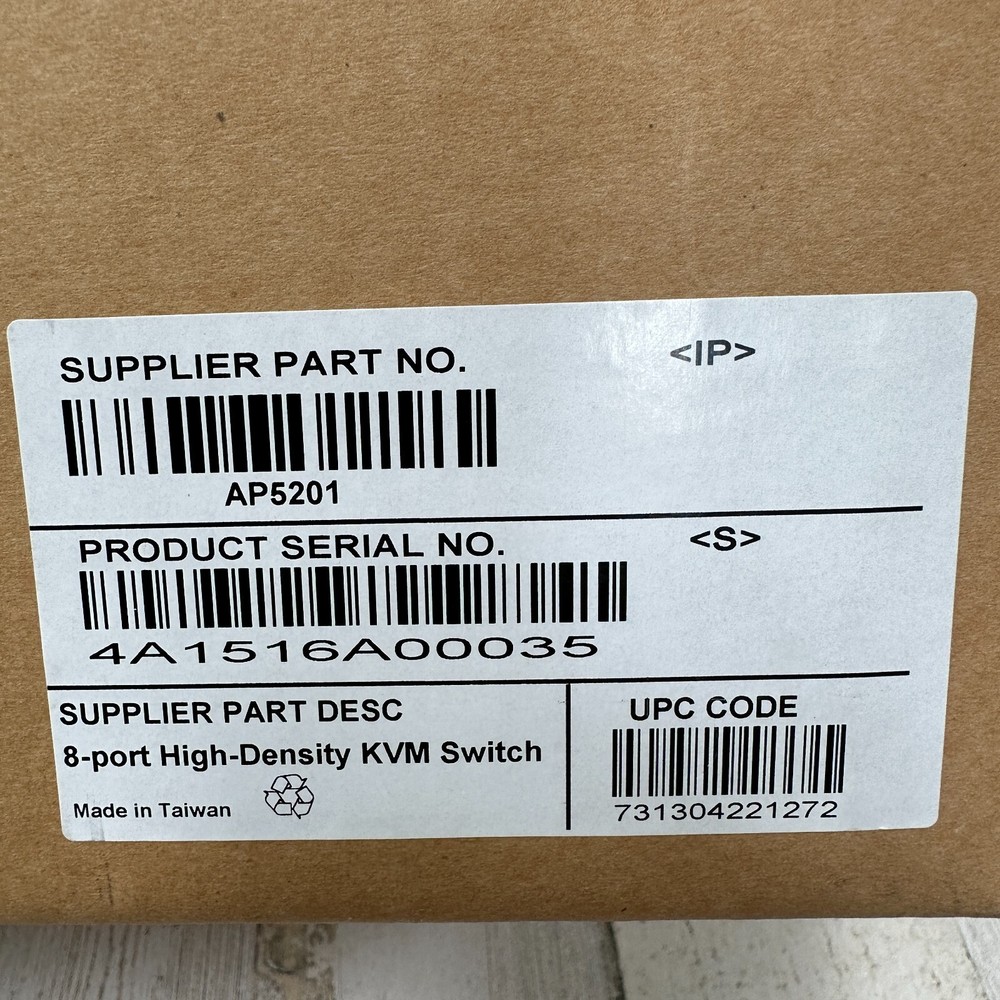 SUPPLIER PART NO. <IP>
AP5201
PRODUCT SERIAL NO. <S>
4A1516A00035
SUPPLIER PART DESC
8-port High-Density KVM Switch
Made in Taiwan
UPC CODE
731304221272